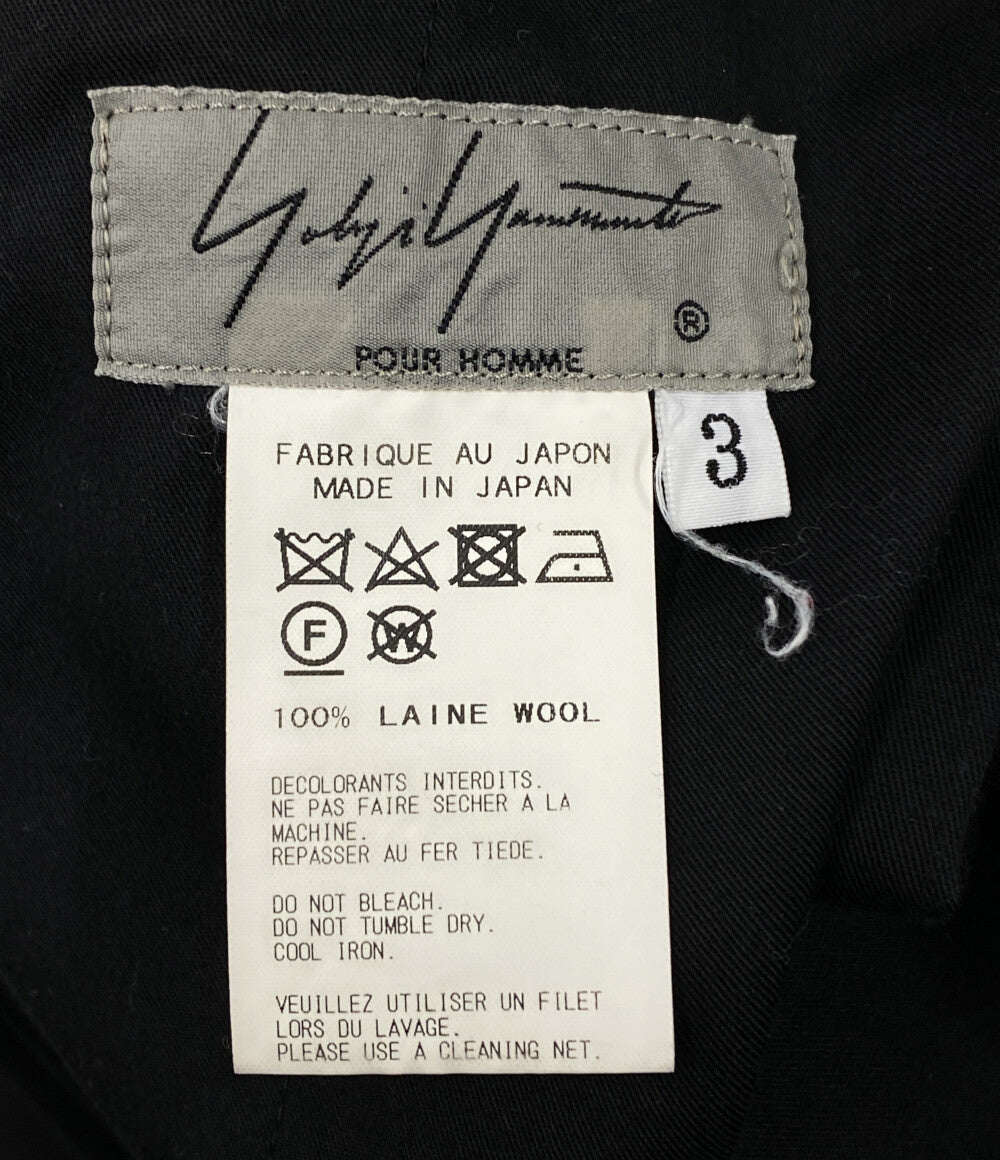 Yohji Yamamoto
®
POUR HOMME
3
FABRIQUE AU JAPON
MADE IN JAPAN
F W
100% LAINE WOOL
DECOLORANTS INTERDITS.
NE PAS FAIRE SECHER A LA
MACHINE.
REPASSER AU FER TIEDE.
DO NOT BLEACH.
DO NOT TUMBLE DRY.
COOL IRON.
VEUILLEZ UTILISER UN FILET
LORS DU LAVAGE.
PLEASE USE A CLEANING NET.